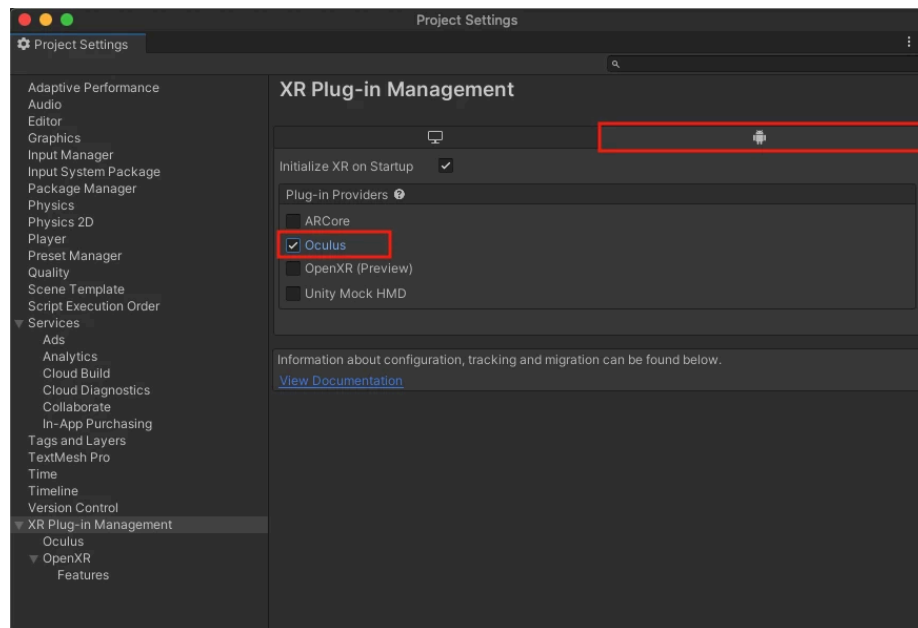 Project Settings
Project Settings
Adaptive Performance
Audio
Editor
Graphics
Input Manager
Input System Package
Package Manager
Physics
Physics 2D
Player
Preset Manager
Quality
Scene Template
Script Execution Order
Services
Ads
Analytics
Cloud Build
Cloud Diagnostics
Collaborate
In-App Purchasing
Tags and Layers
TextMesh Pro
Time
Timeline
Version Control
XR Plug-in Management
Oculus
OpenXR
Features
XR Plug-in Management
Initialize XR on Startup
Plug-in Providers
ARCore
Oculus
OpenXR (Preview)
Unity Mock HMD
Information about configuration, tracking and migration can be found below.
View Documentation